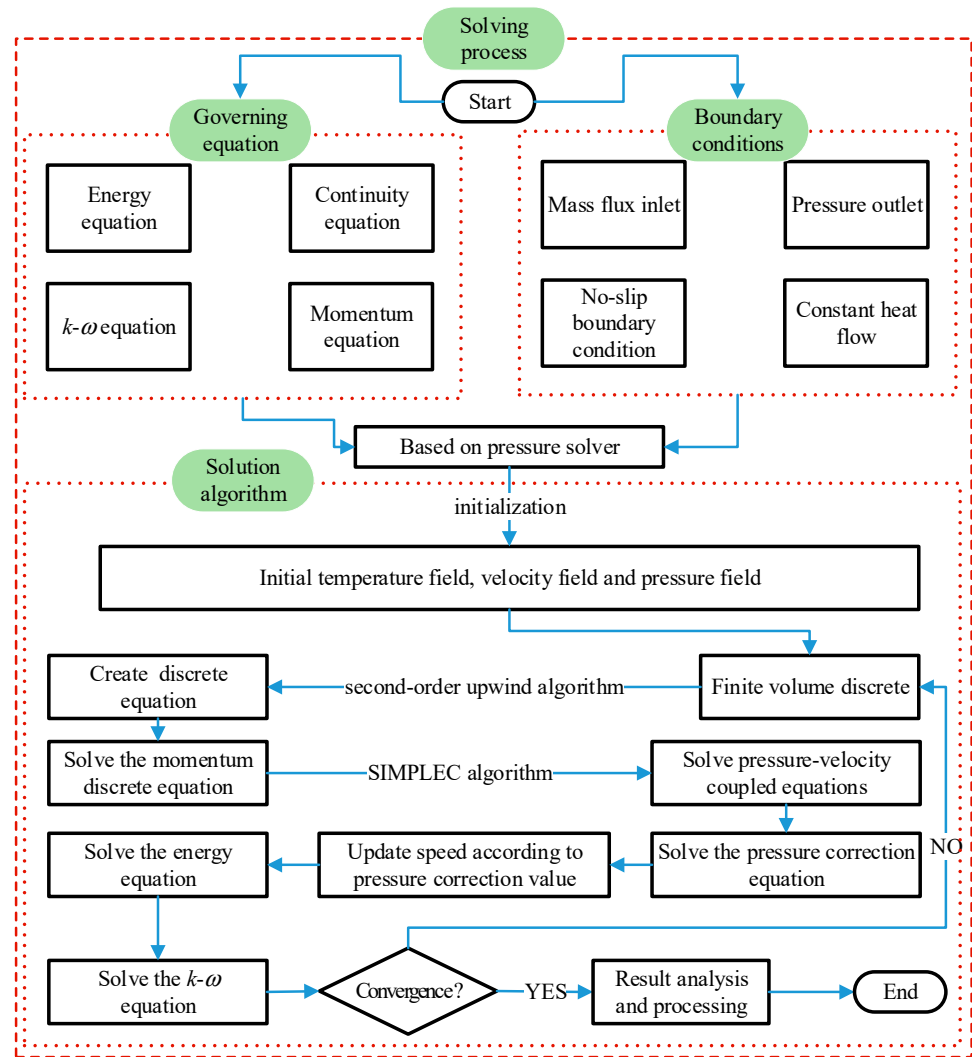 Solving
process
Start
Governing
equation
Boundary
conditions
Energy
equation
Continuity
equation
Mass flux inlet
Pressure outlet
k-ω equation
Momentum
equation
No-slip
boundary
condition
Constant heat
flow
Based on pressure solver
Solution
algorithm
initialization
Initial temperature field, velocity field and pressure field
Create discrete
equation
second-order upwind algorithm
Finite volume discrete
Solve the momentum
discrete equation
SIMPLEC algorithm
Solve pressure-velocity
coupled equations
Solve the energy
equation
Update speed according to
pressure correction value
Solve the pressure correction
equation
NO
Solve the k-ω
equation
Convergence?
YES
Result analysis
and processing
End